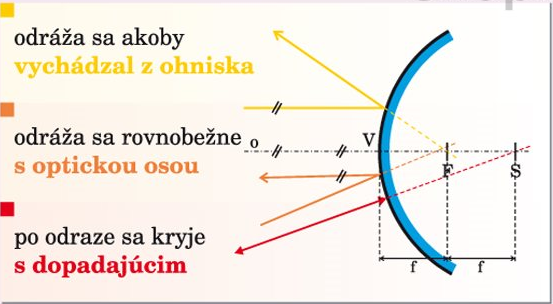 odráža sa akoby
vychádzal z ohniska
odráža sa rovnobežne
s optickou osou
po odraze sa kryje
s dopadajúcim
o
V
F
S
f
f